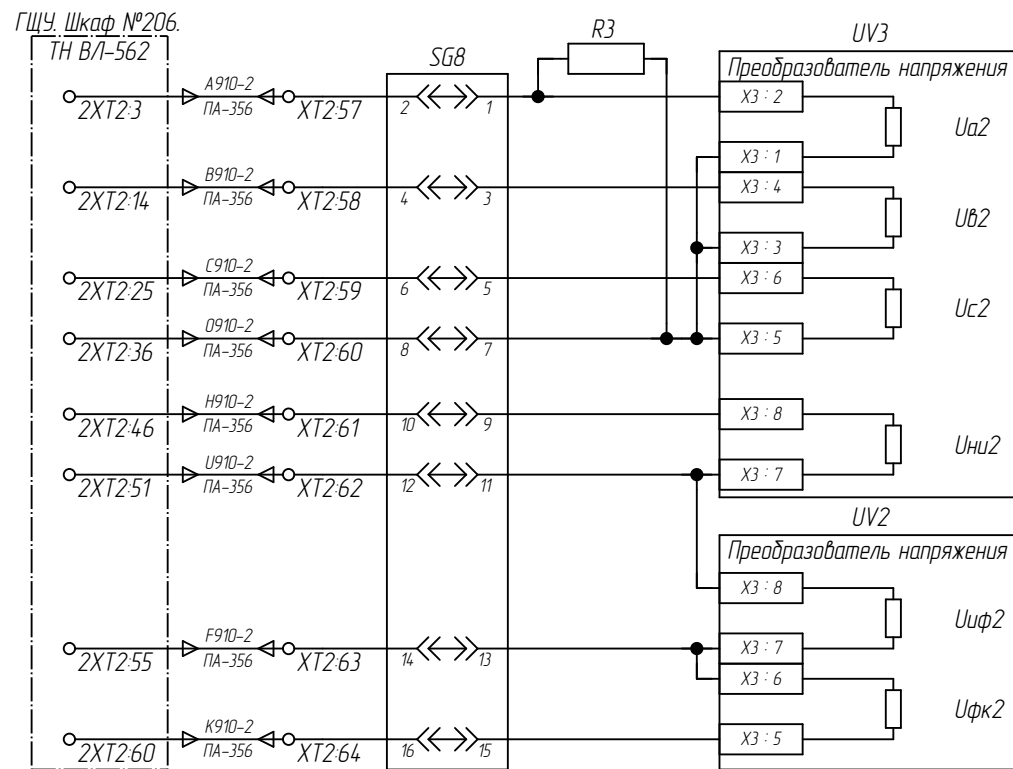 ГЩУ. Шкаф №206.
ТН ВЛ-562
SG8
R3
UV3
Преобразователь напряжения
2XT2:3
A910-2
ПА-356
XT2:57
2
1
X3 : 2
Uа2
X3 : 1
2XT2:14
B910-2
ПА-356
XT2:58
4
3
X3 : 4
Uв2
X3 : 3
2XT2:25
C910-2
ПА-356
XT2:59
6
5
X3 : 6
Uс2
2XT2:36
O910-2
ПА-356
XT2:60
8
7
X3 : 5
2XT2:46
H910-2
ПА-356
XT2:61
10
9
X3 : 8
Uни2
2XT2:51
U910-2
ПА-356
XT2:62
12
11
X3 : 7
UV2
Преобразователь напряжения
X3 : 8
Uиф2
2XT2:55
F910-2
ПА-356
XT2:63
14
13
X3 : 7
X3 : 6
Uфк2
2XT2:60
K910-2
ПА-356
XT2:64
16
15
X3 : 5